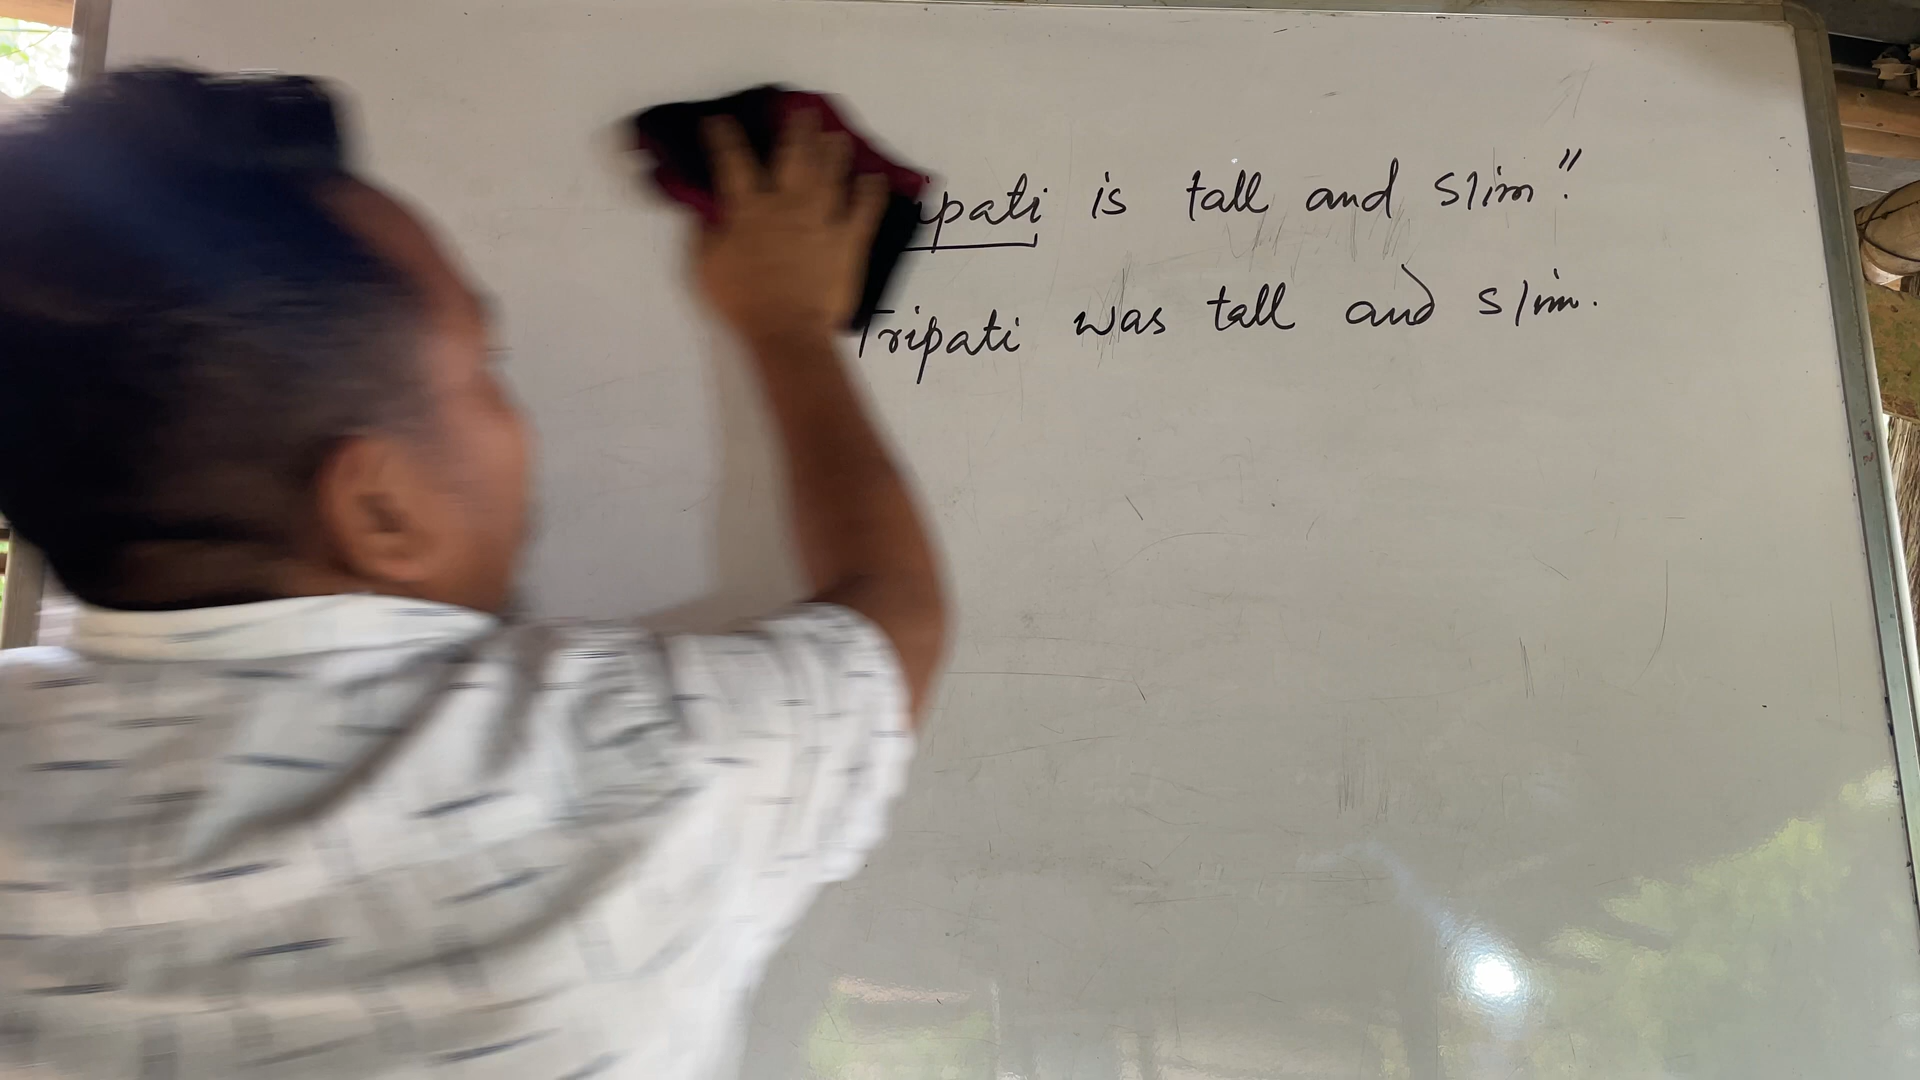 ipati is tall and slim."
Tripati was tall and slim.